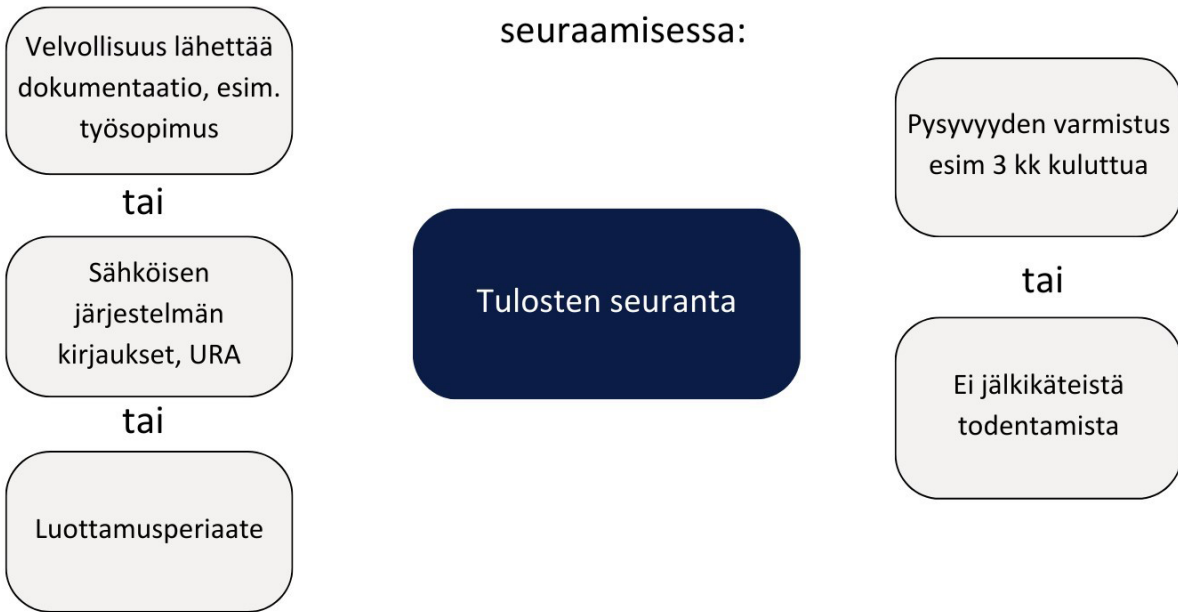 seuraamisessa:
Velvollisuus lähettää
dokumentaatio, esim.
työsopimus
tai
Sähköisen
järjestelmän
kirjaukset, URA
tai
Luottamusperiaate
Tulosten seuranta
Pysyvyyden varmistus
esim 3 kk kuluttua
tai
Ei jälkikäteistä
todentamista